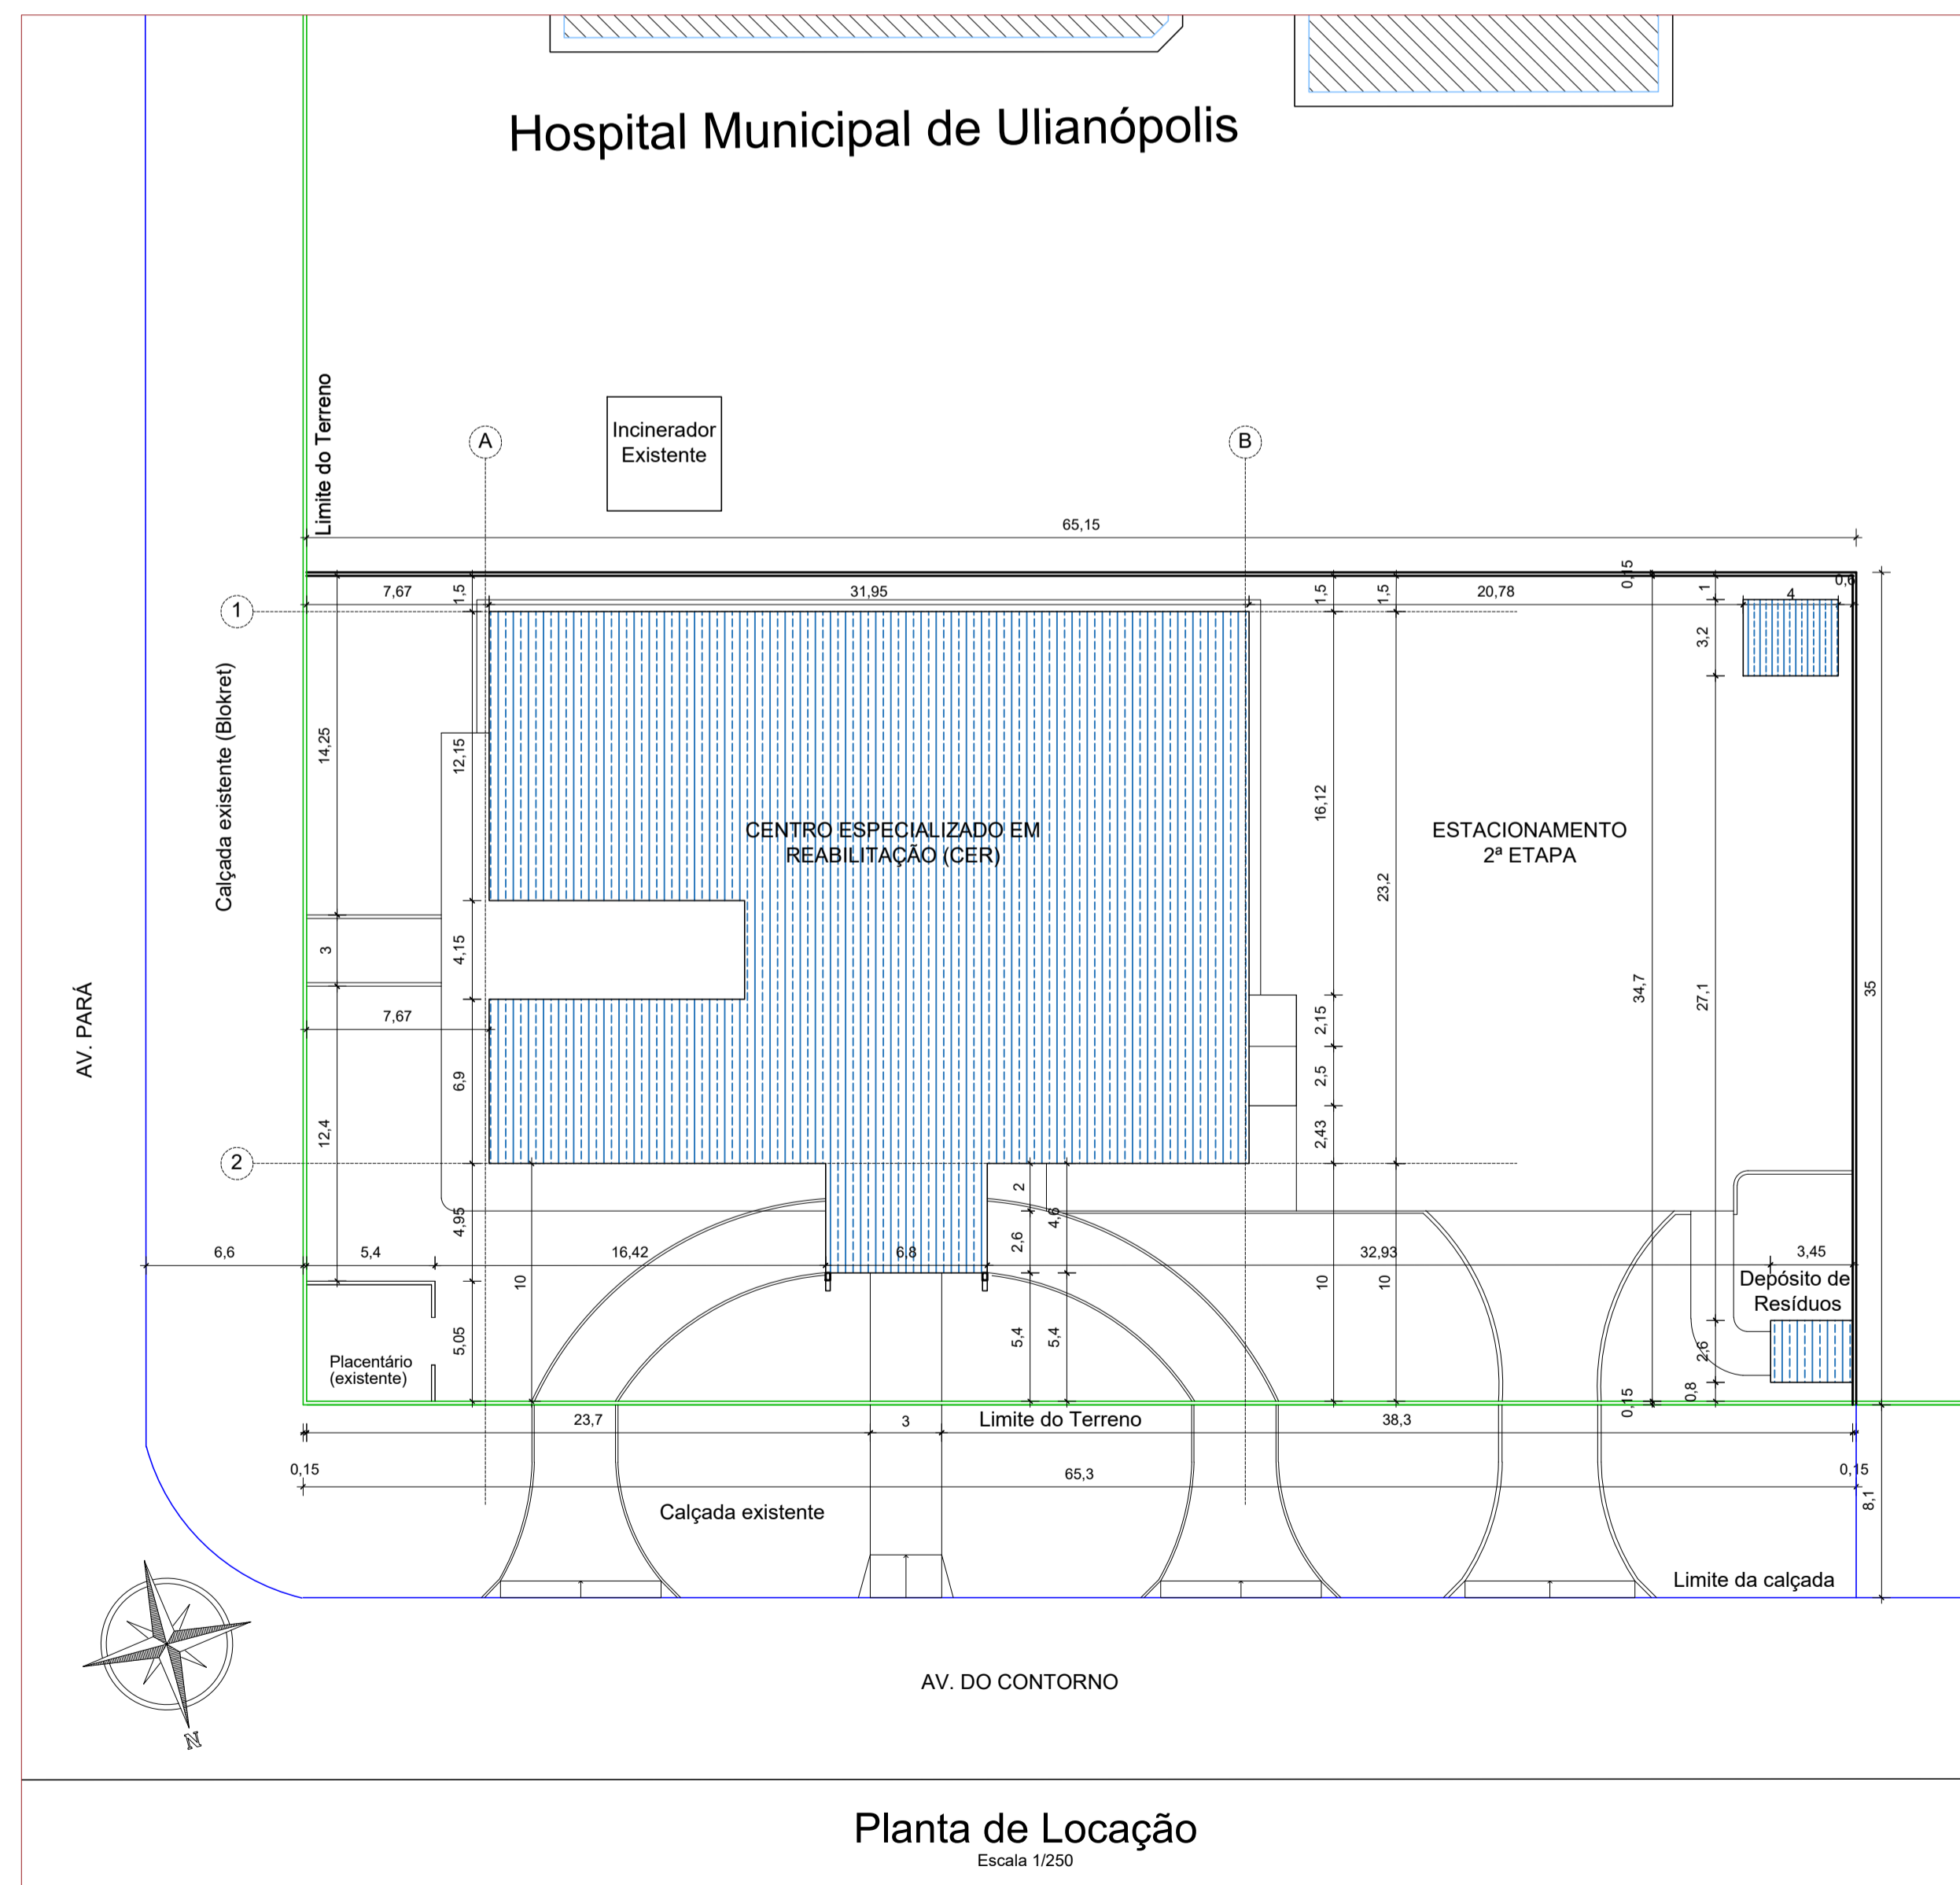 Hospital Municipal de Ulianópolis
Limite do Terreno
A
Incinerador
Existente
B
65,15
7,67
1,5
31,95
1,5
1,5
20,78
0,15
1
4
0,6
1
3,2
Calçada existente (Blokret)
14,25
12,15
CENTRO ESPECIALIZADO EM
REABILITAÇÃO (CER)
16,12
23,2
ESTACIONAMENTO
2ª ETAPA
3
4,15
34,7
27,1
35
AV. PARÁ
7,67
2,15
6,9
2,5
12,4
2,43
2
4,95
2
4,6
2,6
6,6
5,4
16,42
6,8
32,93
3,45
10
10
10
Depósito de
Resíduos
5,05
5,4
5,4
2,6
Placentário
(existente)
0,8
0,15
23,7
3
Limite do Terreno
38,3
0,15
65,3
0,15
8,1
Calçada existente
Limite da calçada
N
AV. DO CONTORNO
Planta de Locação
Escala 1/250